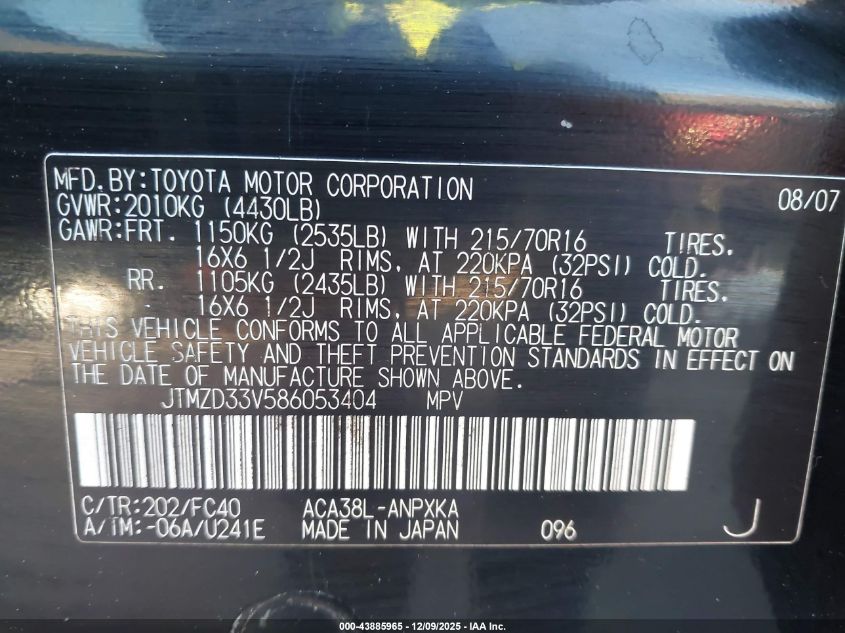 MFD.BY:TOYOTA MOTOR CORPORATION 08/07
GVWR:2010KG (4430LB)
GAWR:FRT. 1150KG (2535LB) WITH 215/70R16 TIRES.
16X6 1/2J RIMS, AT 220KPA (32PSI) COLD.
RR. 1105KG (2435LB) WITH 215/70R16 TIRES.
16X6 1/2J RIMS, AT 220KPA (32PSI) COLD.
THIS VEHICLE CONFORMS TO ALL APPLICABLE FEDERAL MOTOR
VEHICLE SAFETY AND THEFT PREVENTION STANDARDS IN EFFECT ON
THE DATE OF MANUFACTURE SHOWN ABOVE.
JTMZD33V586053404 MPV
C/TR:202/FC40 ACA38L-ANPXKA
A/TM:-06A/U241E MADE IN JAPAN 096 J
000-43885965 - 12/09/2025 - IAA Inc.